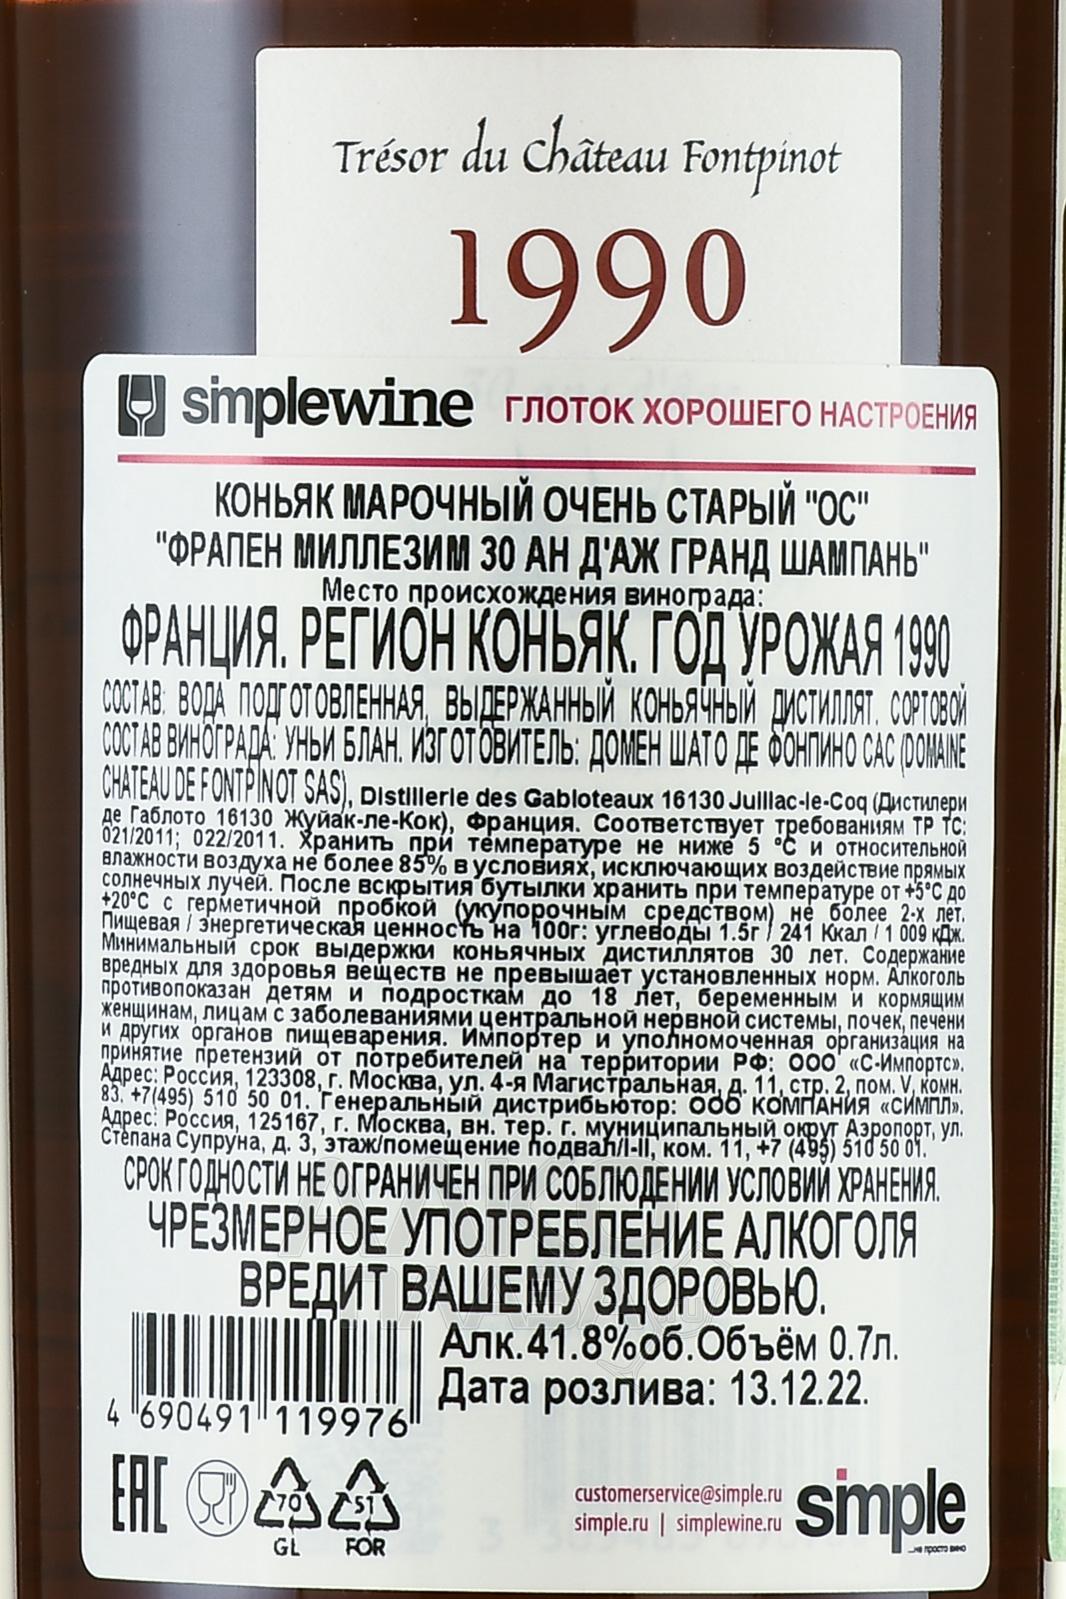 Trésor du Château Fontpinot
1990
simplewine ГЛОТОК ХОРОШЕГО НАСТРОЕНИЯ
КОНЬЯК МАРОЧНЫЙ ОЧЕНЬ СТАРЫЙ "ОС"
"ФРАПЕН МИЛЛЕЗИМ 30 АН Д'АЖ ГРАНД ШАМПАНЬ"
Место происхождения винограда:
ФРАНЦИЯ. РЕГИОН КОНЬЯК. ГОД УРОЖАЯ 1990
СОСТАВ: ВОДА ПОДГОТОВЛЕННАЯ, ВЫДЕРЖАННЫЙ КОНЬЯЧНЫЙ ДИСТИЛЛЯТ. СОРТОВОЙ
СОСТАВ ВИНОГРАДА: УНЬИ БЛАН. ИЗГОТОВИТЕЛЬ: ДОМЕН ШАТО ДЕ ФОНПИНО САС (DOMAINE
CHATEAU DE FONTPINOT SAS), Distillerie des Gabloteaux 16130 Juillac-le-Coq (Дистилери
де Габлото 16130 Жуйак-ле-Кок), Франция. Соответствует требованиям ТР ТС:
021/2011; 022/2011. Хранить при температуре не ниже 5 °С и относительной
влажности воздуха не более 85% в условиях, исключающих воздействие прямых
солнечных лучей. После вскрытия бутылки хранить при температуре от +5°С до
+20°С с герметичной пробкой (укупорочным средством) не более 2-х лет.
Пищевая / энергетическая ценность на 100г: углеводы 1.5г / 241 Ккал / 1 009 кДж.
Минимальный срок выдержки коньячных дистиллятов 30 лет. Содержание
вредных для здоровья веществ не превышает установленных норм. Алкоголь
противопоказан детям и подросткам до 18 лет, беременным и кормящим
женщинам, лицам с заболеваниями центральной нервной системы, почек, печени
и других органов пищеварения. Импортер и уполномоченная организация на
принятие претензий от потребителей на территории РФ: ООО «С-Импортс».
Адрес: Россия, 123308, г. Москва, ул. 4-я Магистральная, д. 11, стр. 2, пом. V, комн.
83. +7(495) 510 50 01. Генеральный дистрибьютор: ООО КОМПАНИЯ «СИМПЛ».
Адрес: Россия, 125167, г. Москва, вн. тер. г. муниципальный округ Аэропорт, ул.
Степана Супруна, д. 3, этаж/помещение подвал/I-II, ком. 11, +7 (495) 510 50 01.
СРОК ГОДНОСТИ НЕ ОГРАНИЧЕН ПРИ СОБЛЮДЕНИИ УСЛОВИЙ ХРАНЕНИЯ.
ЧРЕЗМЕРНОЕ УПОТРЕБЛЕНИЕ АЛКОГОЛЯ
ВРЕДИТ ВАШЕМУ ЗДОРОВЬЮ.
Алк.41.8%об.Объём 0.7л.
Дата розлива: 13.12.22.
4 690491 119976
EAC
70
GL
51
FOR
customerservice@simple.ru
simple.ru | simplewine.ru
simple
...не просто вино